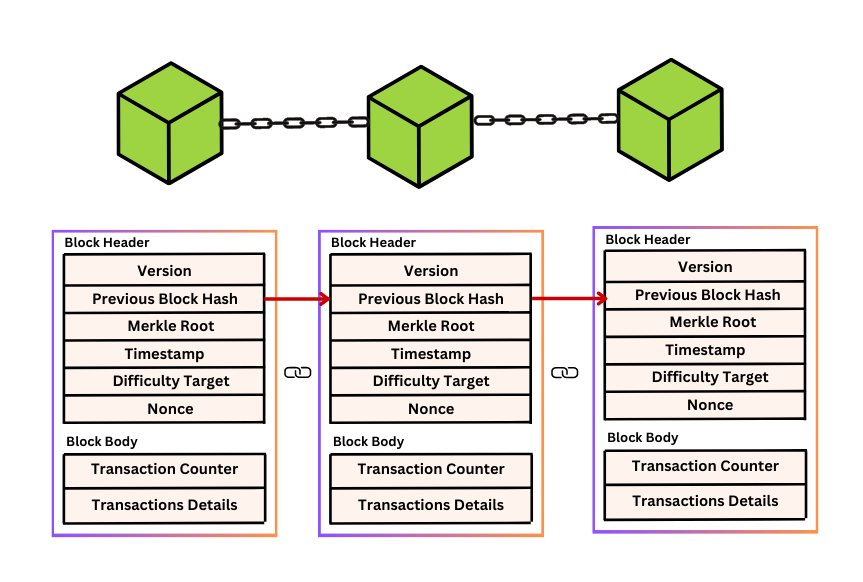 Block Header
Version
Previous Block Hash
Merkle Root
Timestamp
Difficulty Target
Nonce
Block Body
Transaction Counter
Transactions Details
Block Header
Version
Previous Block Hash
Merkle Root
Timestamp
Difficulty Target
Nonce
Block Body
Transaction Counter
Transactions Details
Block Header
Version
Previous Block Hash
Merkle Root
Timestamp
Difficulty Target
Nonce
Block Body
Transaction Counter
Transactions Details